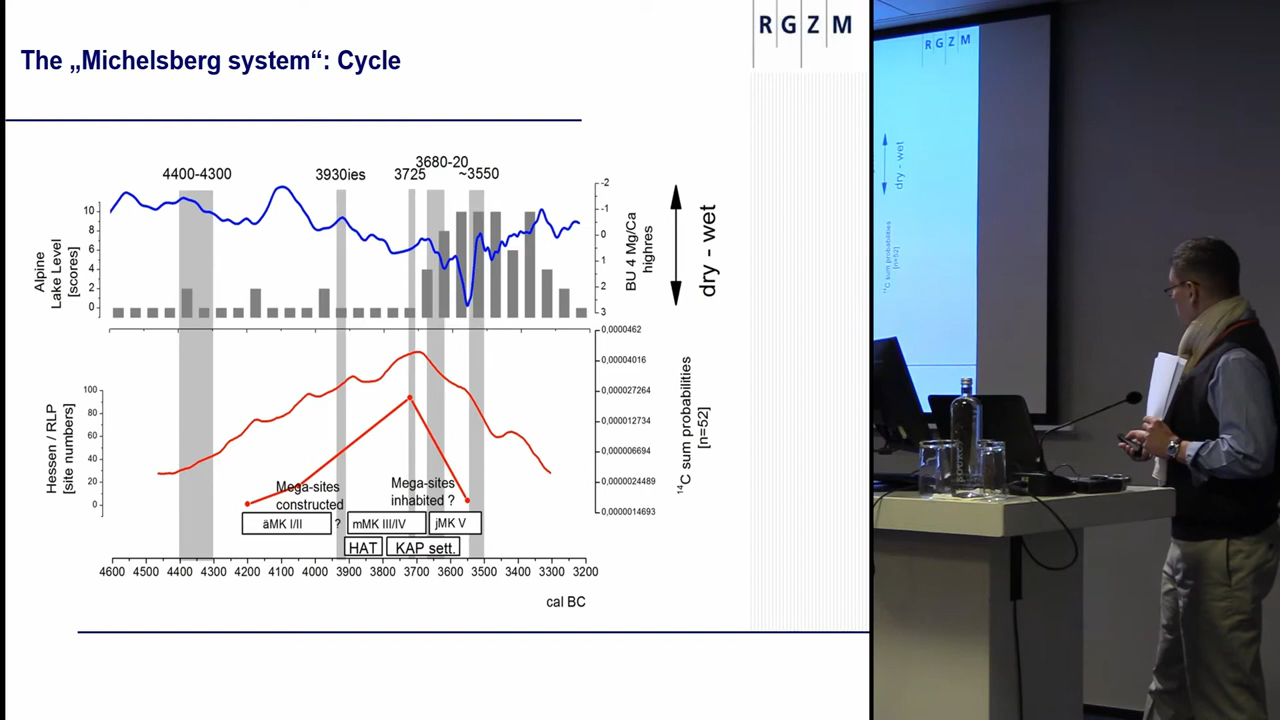 The „Michelsberg system“: Cycle
R G Z M
4400-4300
3930ies
3725
3680-20
~3550
Alpine
Lake Level
[scores]
10
8
6
4
2
0
-2
-1
0
1
2
3
BU 4 Mg/Ca
highres
dry - wet
Hessen / RLP
[site numbers]
100
80
60
40
20
0
0,0000462
0,00004016
0,000027264
0,000012734
0,000006694
0,0000024489
0,0000014693
14C sum probabilities
[n=52]
Mega-sites
constructed
Mega-sites
inhabited ?
äMK I/II
?
mMK III/IV
jMK V
HAT
KAP sett.
4600 4500 4400 4300 4200 4100 4000 3900 3800 3700 3600 3500 3400 3300 3200
cal BC
R G Z M
dry - wet
14C sum probabilities
[n=52]